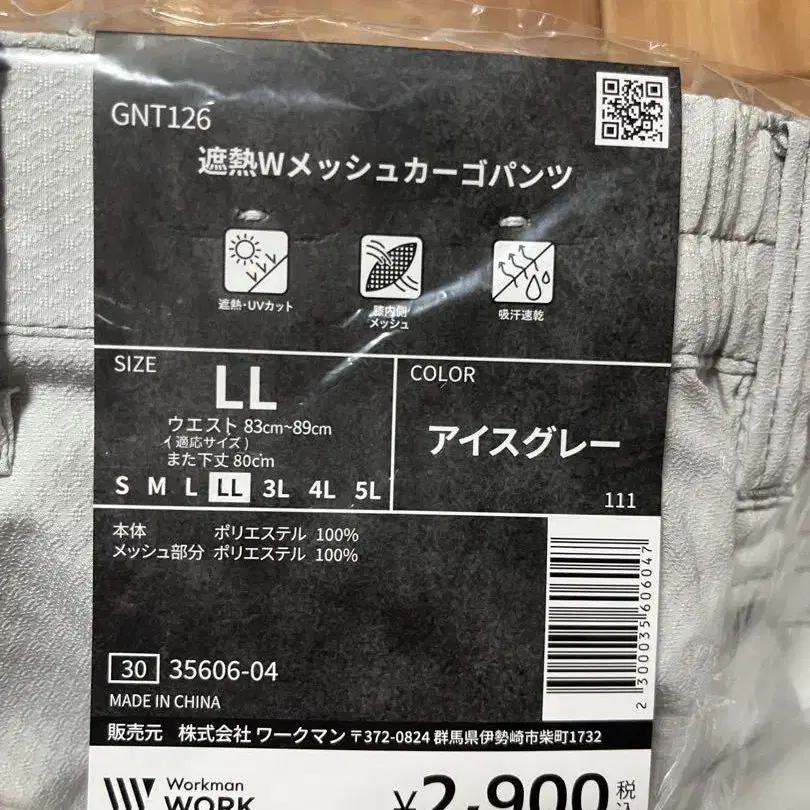 GNT126
遮熱Wメッシュカーゴパンツ
遮熱・UVカット
膝内側
メッシュ
吸汗速乾
SIZE
LL
ウエスト 83cm~89cm
(適応サイズ)
また下丈 80cm
S M L LL 3L 4L 5L
COLOR
アイスグレー
111
本体 ポリエステル 100%
メッシュ部分 ポリエステル 100%
2 300035 606047
30 35606-04
MADE IN CHINA
販売元 株式会社 ワークマン 〒372-0824 群馬県伊勢崎市柴町1732
Workman
WORK
¥2,900 税込